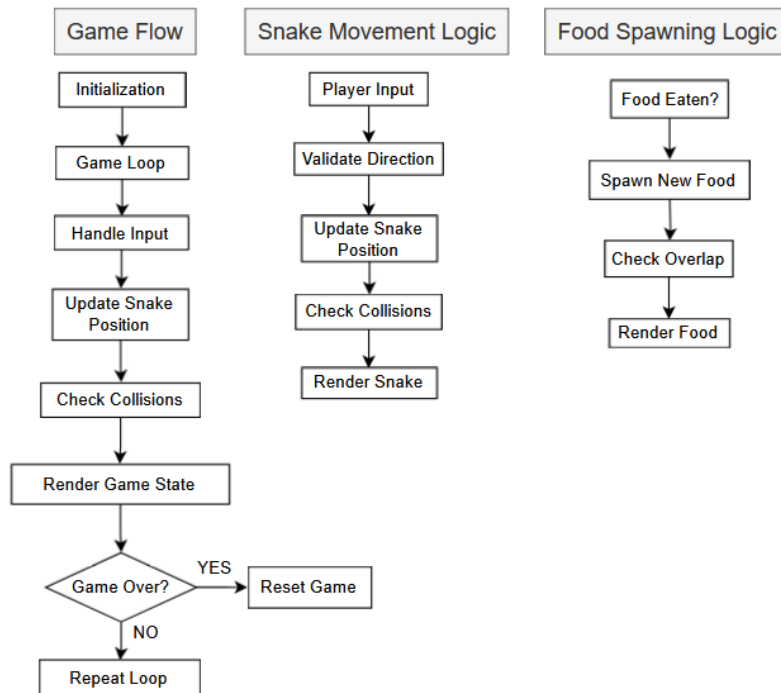 Game Flow
Initialization
Game Loop
Handle Input
Update Snake
Position
Check Collisions
Render Game State
Game Over?
YES
Reset Game
NO
Repeat Loop
Snake Movement Logic
Player Input
Validate Direction
Update Snake
Position
Check Collisions
Render Snake
Food Spawning Logic
Food Eaten?
Spawn New Food
Check Overlap
Render Food